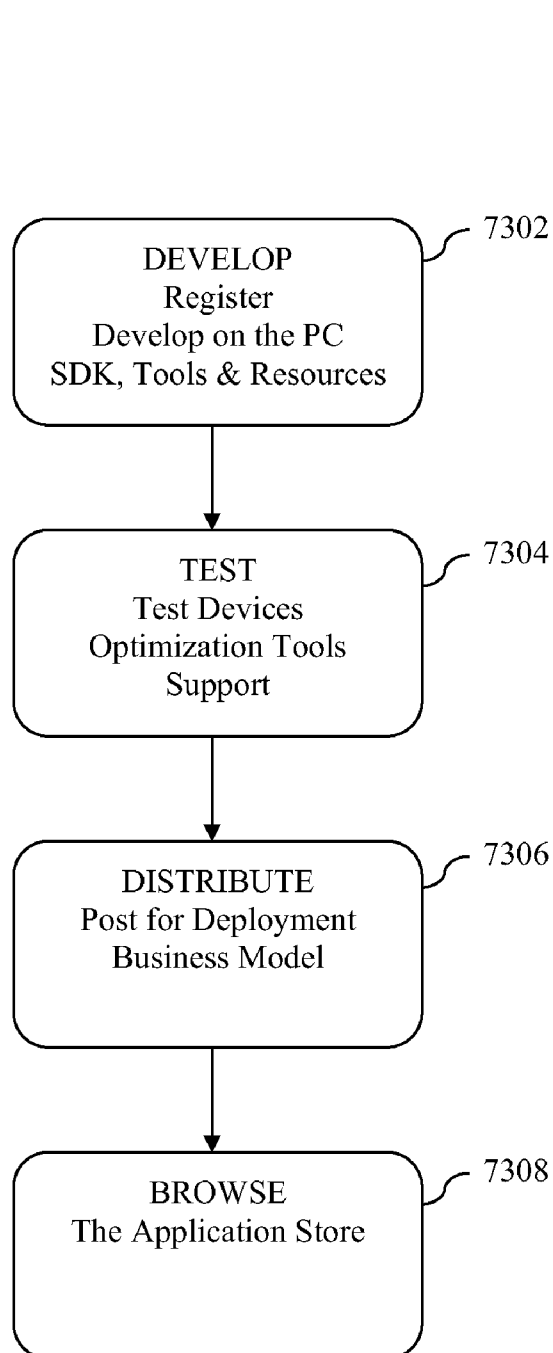 7302
DEVELOP
Register
Develop on the PC
SDK, Tools & Resources
7304
TEST
Test Devices
Optimization Tools
Support
7306
DISTRIBUTE
Post for Deployment
Business Model
7308
BROWSE
The Application Store